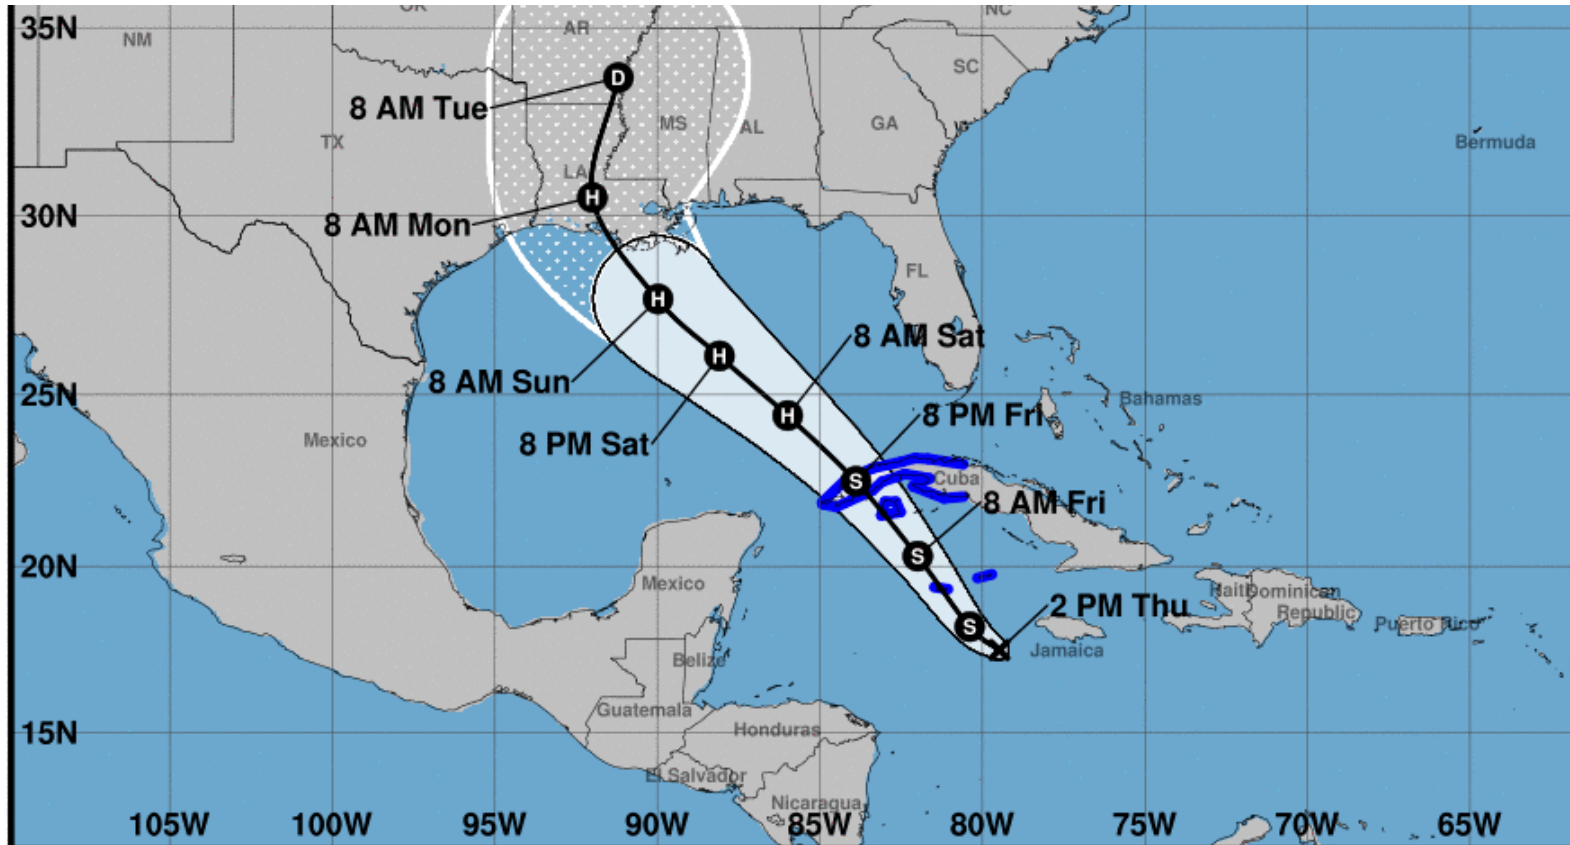 35N
OK
NC
NM
AR
SC
D
8 AM Tue
MS
AL
GA
TX
Bermuda
LA
H
30N
8 AM Mon
FL
H
8 AM Sat
H
8 AM Sun
25N
H
8 PM Fri
Bahamas
Mexico
8 PM Sat
S
Cuba
8 AM Fri
20N
S
Mexico
Haiti
Dominican
Republic
2 PM Thu
S
Puerto Rico
Jamaica
Belize
Guatemala
15N
Honduras
El Salvador
Nicaragua
105W 100W 95W 90W 85W 80W 75W 70W 65W